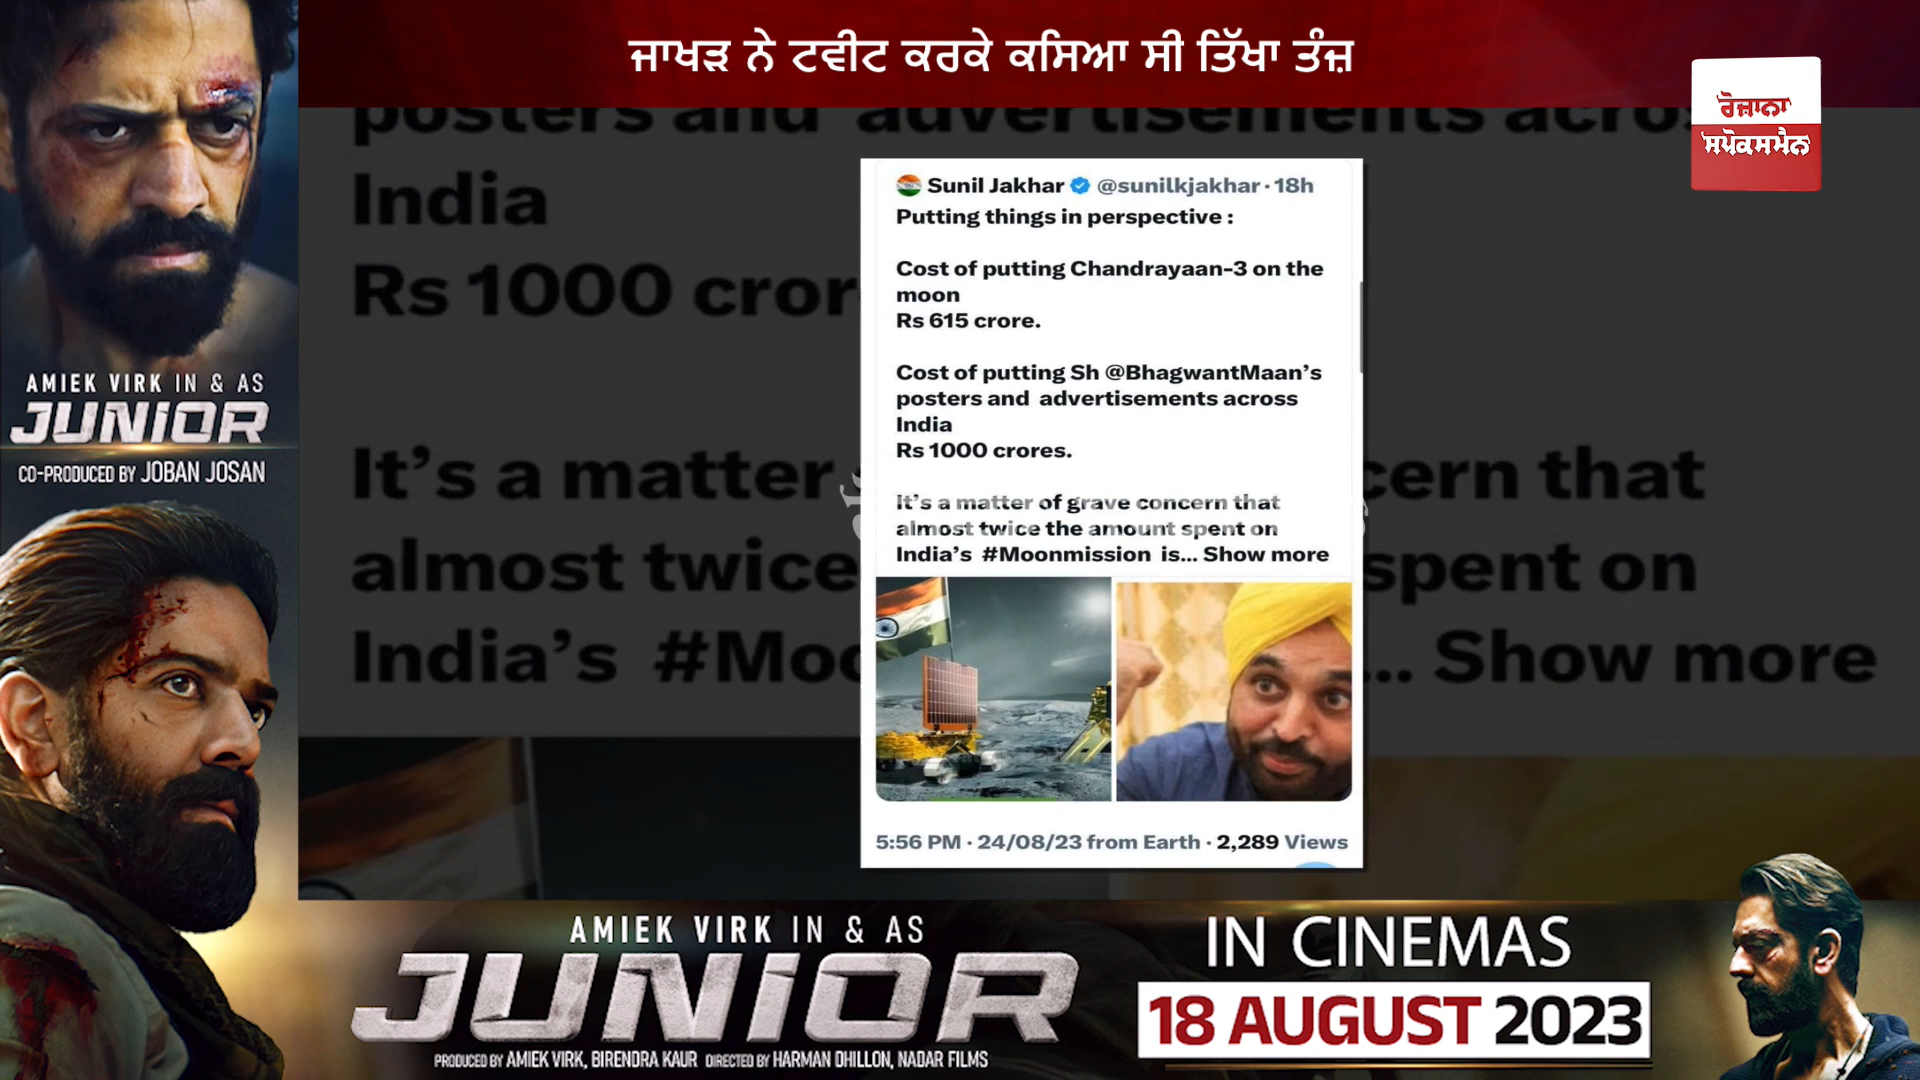 ਜਾਖੜ ਨੇ ਟਵੀਟ ਕਰਕੇ ਕਸਿਆ ਸੀ ਤਿੱਖਾ ਤੰਜ਼
ਰੋਜ਼ਾਨਾ
ਸਪੋਕਸਮੈਨ
posters and advertisements acro
India
Rs 1000 cror
It’s a matter
cern that
almost twice
spent on
India’s #Moo
... Show more
Sunil Jakhar @sunilkjakhar · 18h
Putting things in perspective :
Cost of putting Chandrayaan-3 on the
moon
Rs 615 crore.
Cost of putting Sh @BhagwantMaan’s
posters and advertisements across
India
Rs 1000 crores.
It’s a matter of grave concern that
almost twice the amount spent on
India’s #Moonmission is... Show more
5:56 PM · 24/08/23 from Earth · 2,289 Views
AMIEK VIRK IN & AS
JUNIOR
CO-PRODUCED BY JOBAN JOSAN
AMIEK VIRK IN & AS
JUNIOR
PRODUCED BY AMIEK VIRK, BIRENDRA KAUR DIRECTED BY HARMAN DHILLON, NADAR FILMS
IN CINEMAS
18 AUGUST 2023